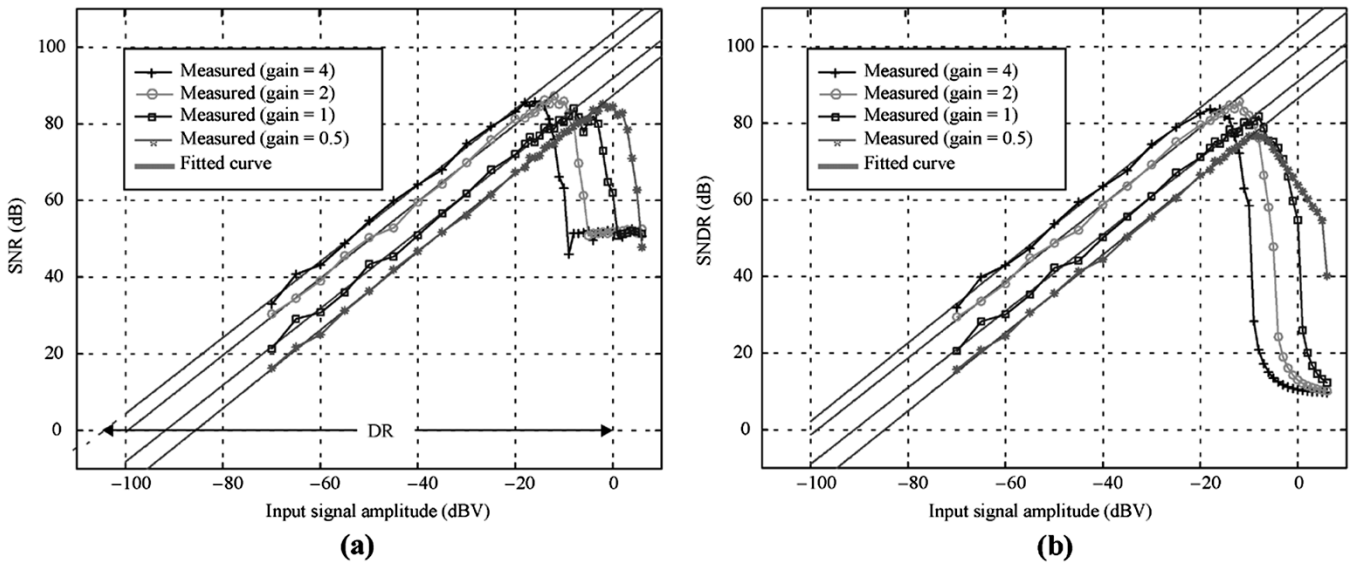 100
80
60
40
20
0
SNR (dB)
Measured (gain = 4)
Measured (gain = 2)
Measured (gain = 1)
Measured (gain = 0.5)
Fitted curve
DR
−100
−80
−60
−40
−20
0
Input signal amplitude (dBV)
(a)
100
80
60
40
20
0
SNDR (dB)
Measured (gain = 4)
Measured (gain = 2)
Measured (gain = 1)
Measured (gain = 0.5)
Fitted curve
−100
−80
−60
−40
−20
0
Input signal amplitude (dBV)
(b)